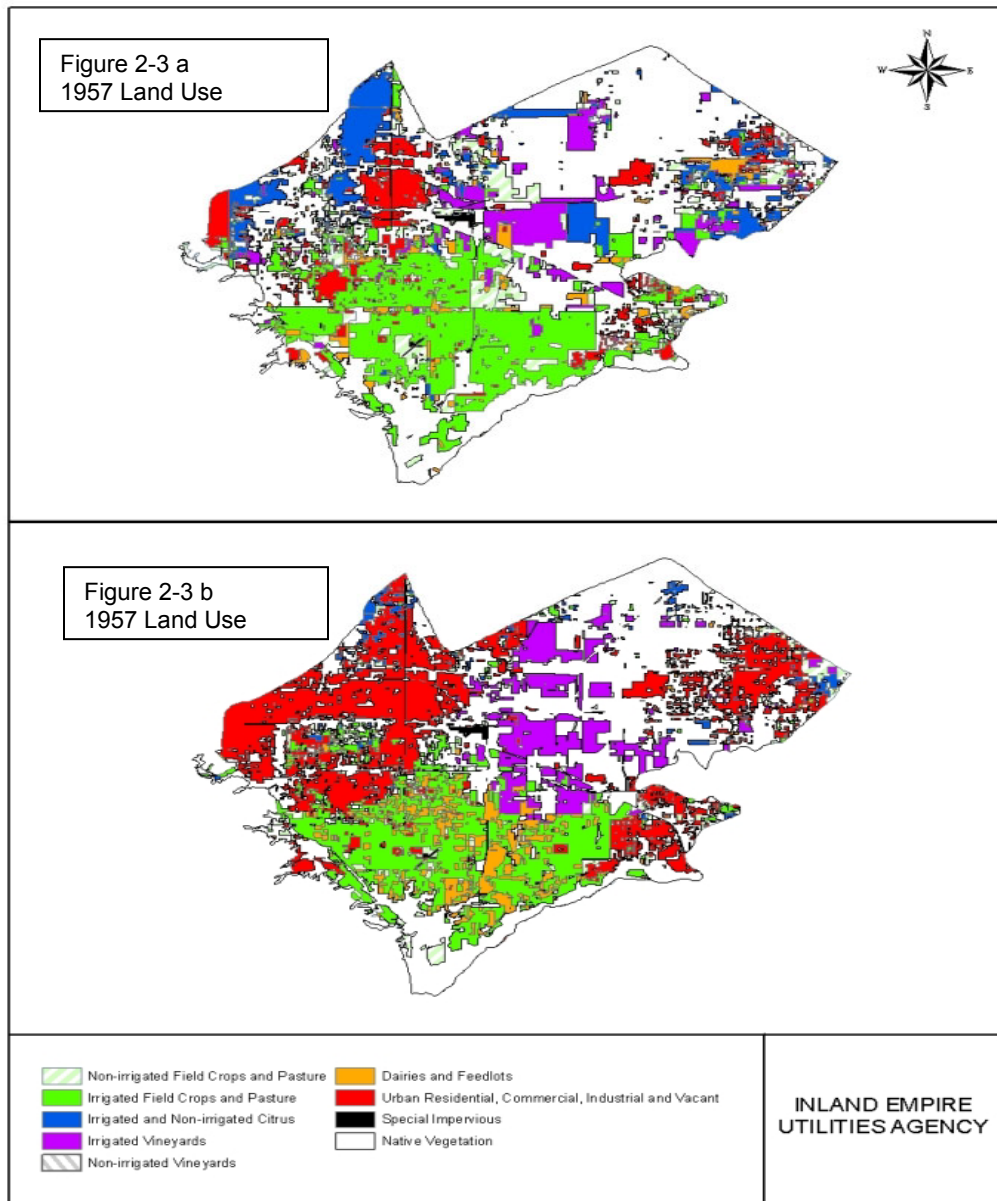 Figure 2-3 a
1957 Land Use
N
W E
S
Figure 2-3 b
1957 Land Use
Non-irrigated Field Crops and Pasture
Irrigated Field Crops and Pasture
Irrigated and Non-irrigated Citrus
Irrigated Vineyards
Non-irrigated Vineyards
Dairies and Feedlots
Urban Residential, Commercial, Industrial and Vacant
Special Impervious
Native Vegetation
INLAND EMPIRE
UTILITIES AGENCY